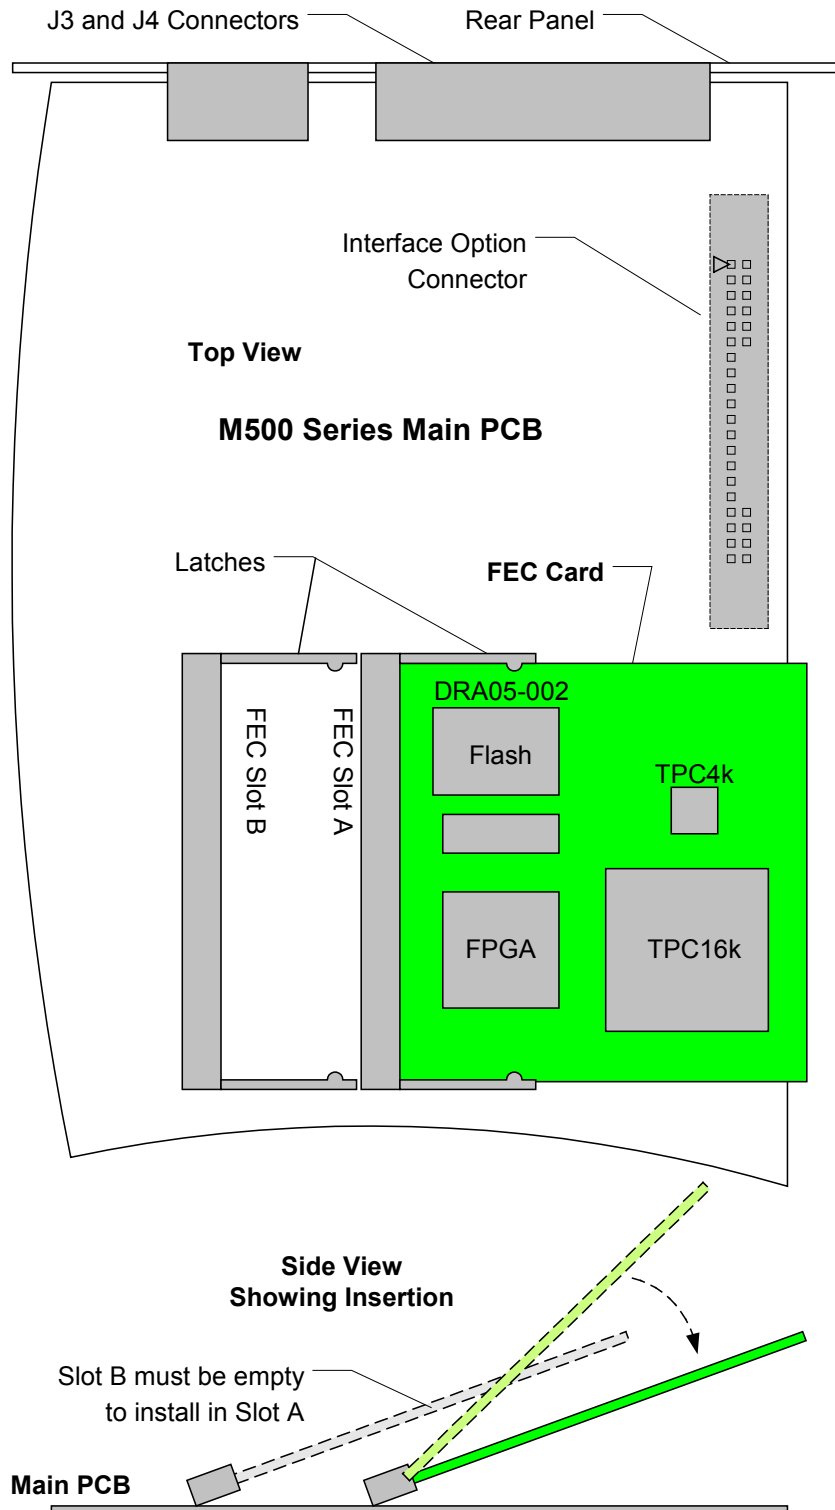 J3 and J4 Connectors
Rear Panel
Interface Option
Connector
Top View
M500 Series Main PCB
Latches
FEC Card
DRA05-002
Flash
TPC4k
FEC Slot B
FEC Slot A
FPGA
TPC16k
Side View
Showing Insertion
Slot B must be empty
to install in Slot A
Main PCB